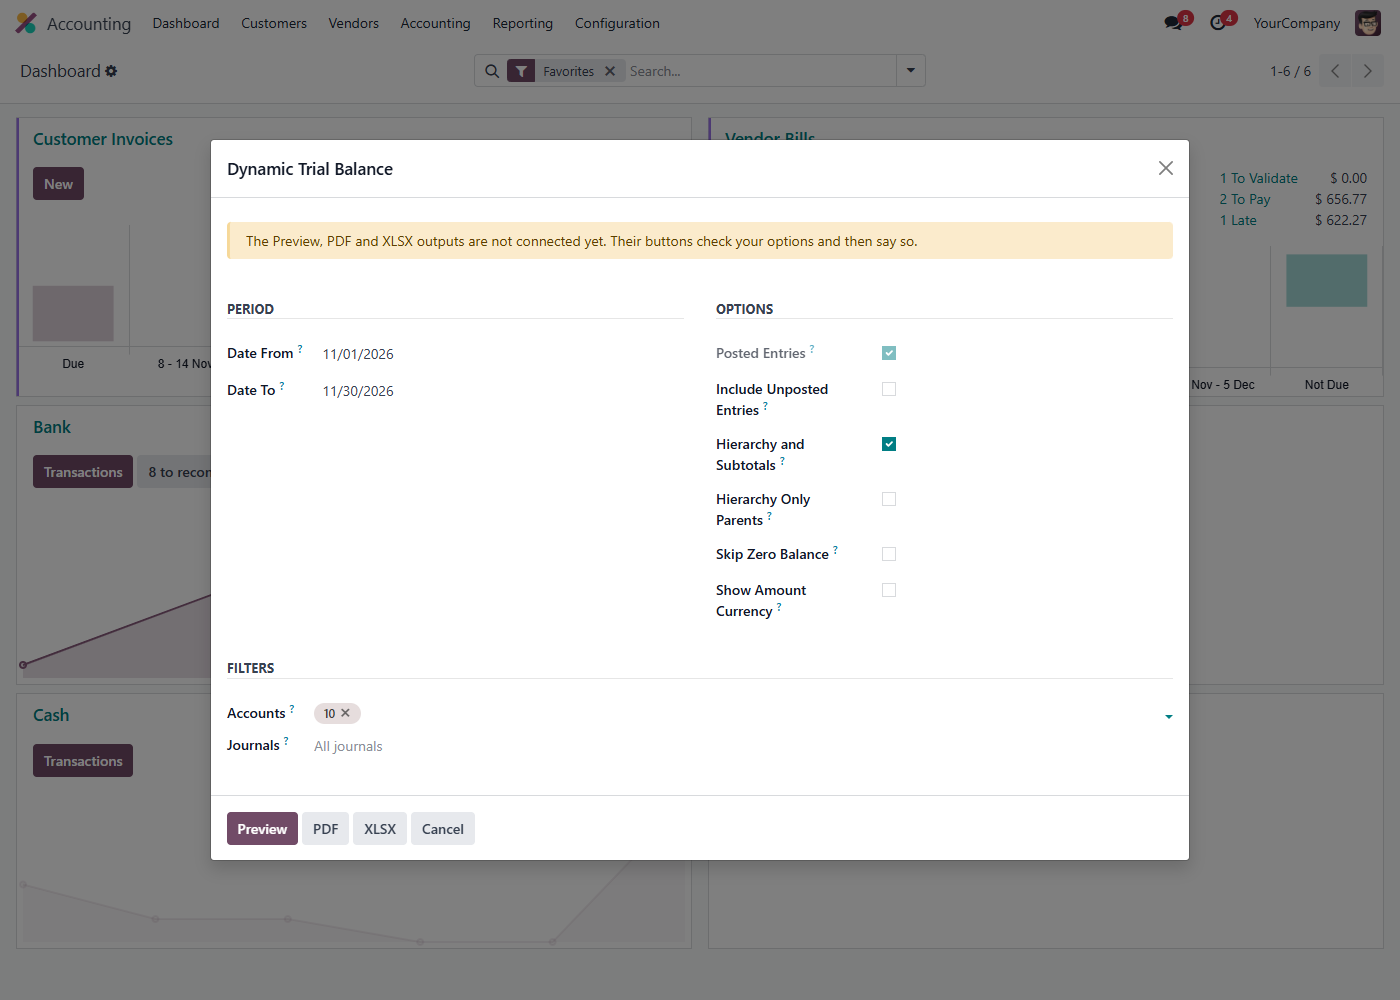 Accounting
Dashboard
Customers
Vendors
Accounting
Reporting
Configuration
8
4
YourCompany
Dashboard
Favorites
Search...
1-6 / 6
Customer Invoices
New
Due
8 - 14 Nov
Vendor Bills
1 To Validate $ 0.00
2 To Pay $ 656.77
1 Late $ 622.27
Nov - 5 Dec
Not Due
Bank
Transactions
8 to recon
Cash
Transactions
Dynamic Trial Balance
The Preview, PDF and XLSX outputs are not connected yet. Their buttons check your options and then say so.
PERIOD
Date From ? 11/01/2026
Date To ? 11/30/2026
OPTIONS
Posted Entries ?
Include Unposted
Entries ?
Hierarchy and
Subtotals ?
Hierarchy Only
Parents ?
Skip Zero Balance ?
Show Amount
Currency ?
FILTERS
Accounts ? 10
Journals ? All journals
Preview
PDF
XLSX
Cancel